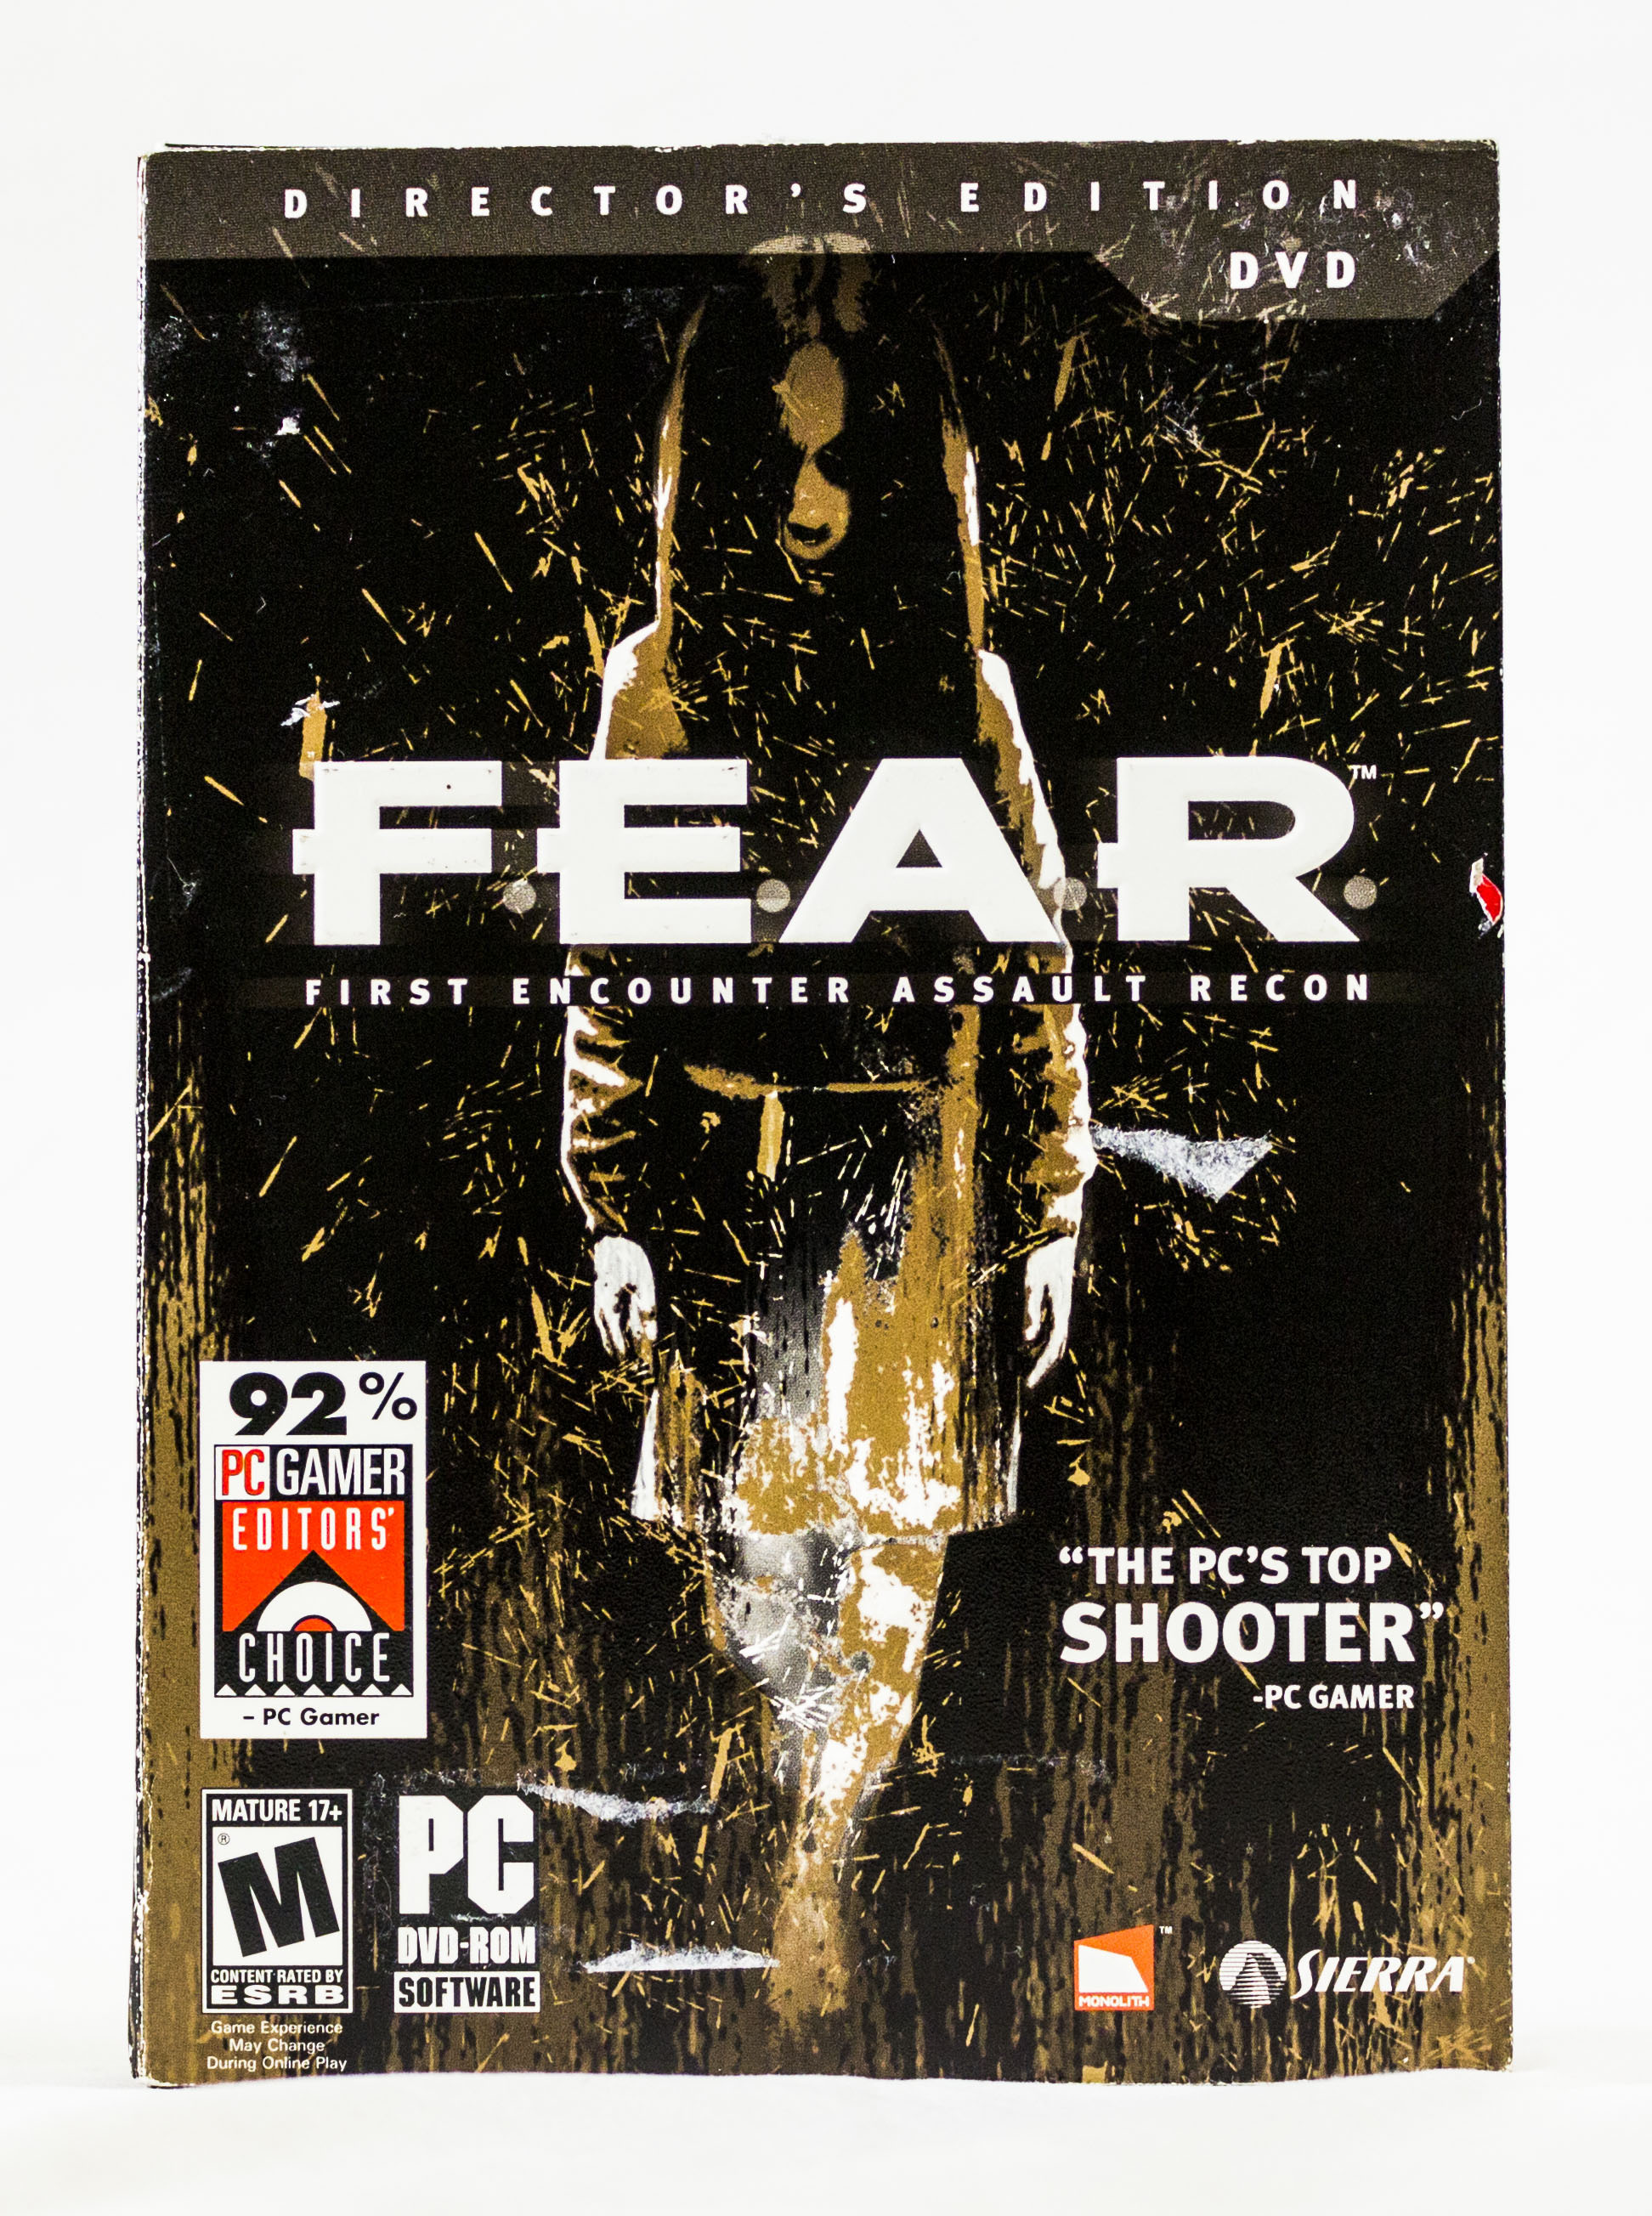 DIRECTOR'S EDITION
DVD
F.E.A.R.™
FIRST ENCOUNTER ASSAULT RECON
92%
PC GAMER
EDITORS'
CHOICE
– PC Gamer
“THE PC’S TOP
SHOOTER”
-PC GAMER
MATURE 17+
®
M
CONTENT RATED BY
ESRB
Game Experience
May Change
During Online Play
PC
DVD-ROM
SOFTWARE
MONOLITH™
SIERRA®